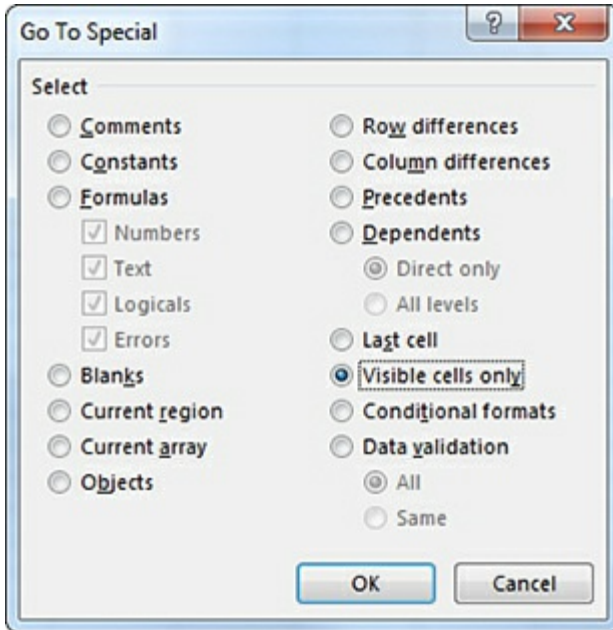 Go To Special
?
X
Select
Comments
Constants
Formulas
Numbers
Text
Logicals
Errors
Blanks
Current region
Current array
Objects
Row differences
Column differences
Precedents
Dependents
Direct only
All levels
Last cell
Visible cells only
Conditional formats
Data validation
All
Same
OK
Cancel